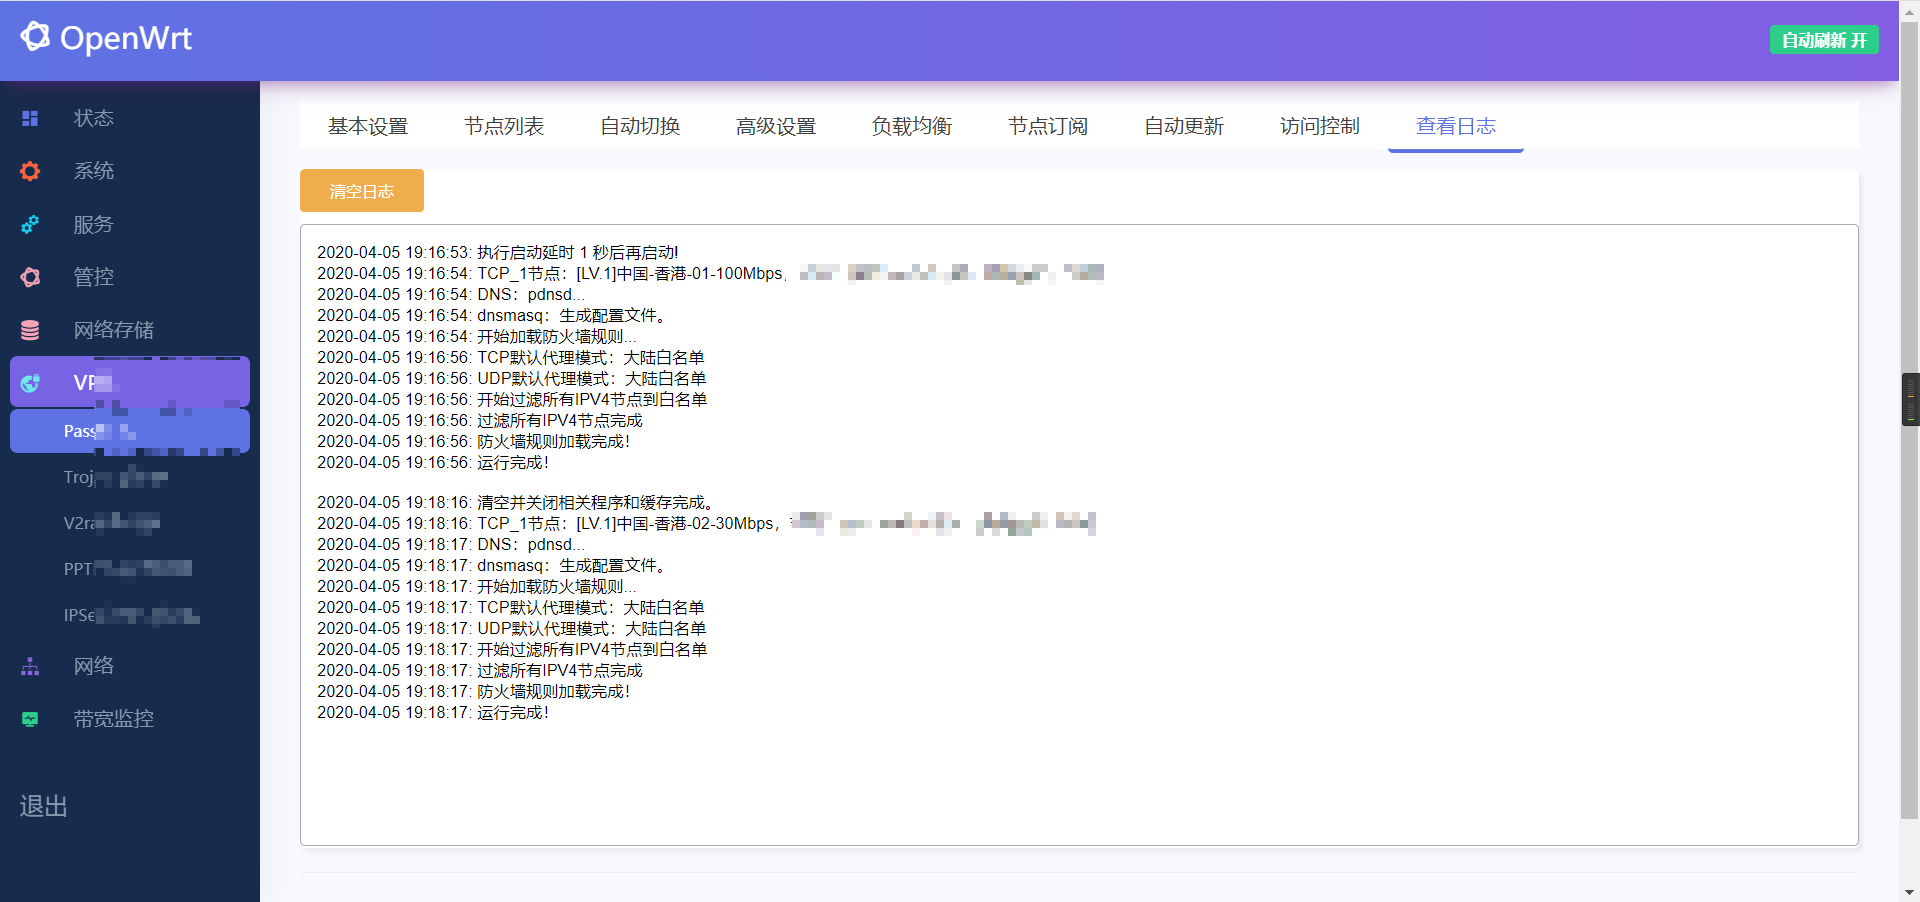 OpenWrt
自动刷新 开
状态
系统
服务
管控
网络存储
网络
带宽监控
退出
基本设置 节点列表 自动切换 高级设置 负载均衡 节点订阅 自动更新 访问控制 查看日志
清空日志
2020-04-05 19:16:53: 执行启动延时 1 秒后再启动!
2020-04-05 19:16:54: TCP_1节点：[LV.1]中国-香港-01-100Mbps，
2020-04-05 19:16:54: DNS：pdnsd...
2020-04-05 19:16:54: dnsmasq：生成配置文件。
2020-04-05 19:16:54: 开始加载防火墙规则...
2020-04-05 19:16:56: TCP默认代理模式：大陆白名单
2020-04-05 19:16:56: UDP默认代理模式：大陆白名单
2020-04-05 19:16:56: 开始过滤所有IPV4节点到白名单
2020-04-05 19:16:56: 过滤所有IPV4节点完成
2020-04-05 19:16:56: 防火墙规则加载完成！
2020-04-05 19:16:56: 运行完成！
2020-04-05 19:18:16: 清空并关闭相关程序和缓存完成。
2020-04-05 19:18:16: TCP_1节点：[LV.1]中国-香港-02-30Mbps，
2020-04-05 19:18:17: DNS：pdnsd...
2020-04-05 19:18:17: dnsmasq：生成配置文件。
2020-04-05 19:18:17: 开始加载防火墙规则...
2020-04-05 19:18:17: TCP默认代理模式：大陆白名单
2020-04-05 19:18:17: UDP默认代理模式：大陆白名单
2020-04-05 19:18:17: 开始过滤所有IPV4节点到白名单
2020-04-05 19:18:17: 过滤所有IPV4节点完成
2020-04-05 19:18:17: 防火墙规则加载完成！
2020-04-05 19:18:17: 运行完成！